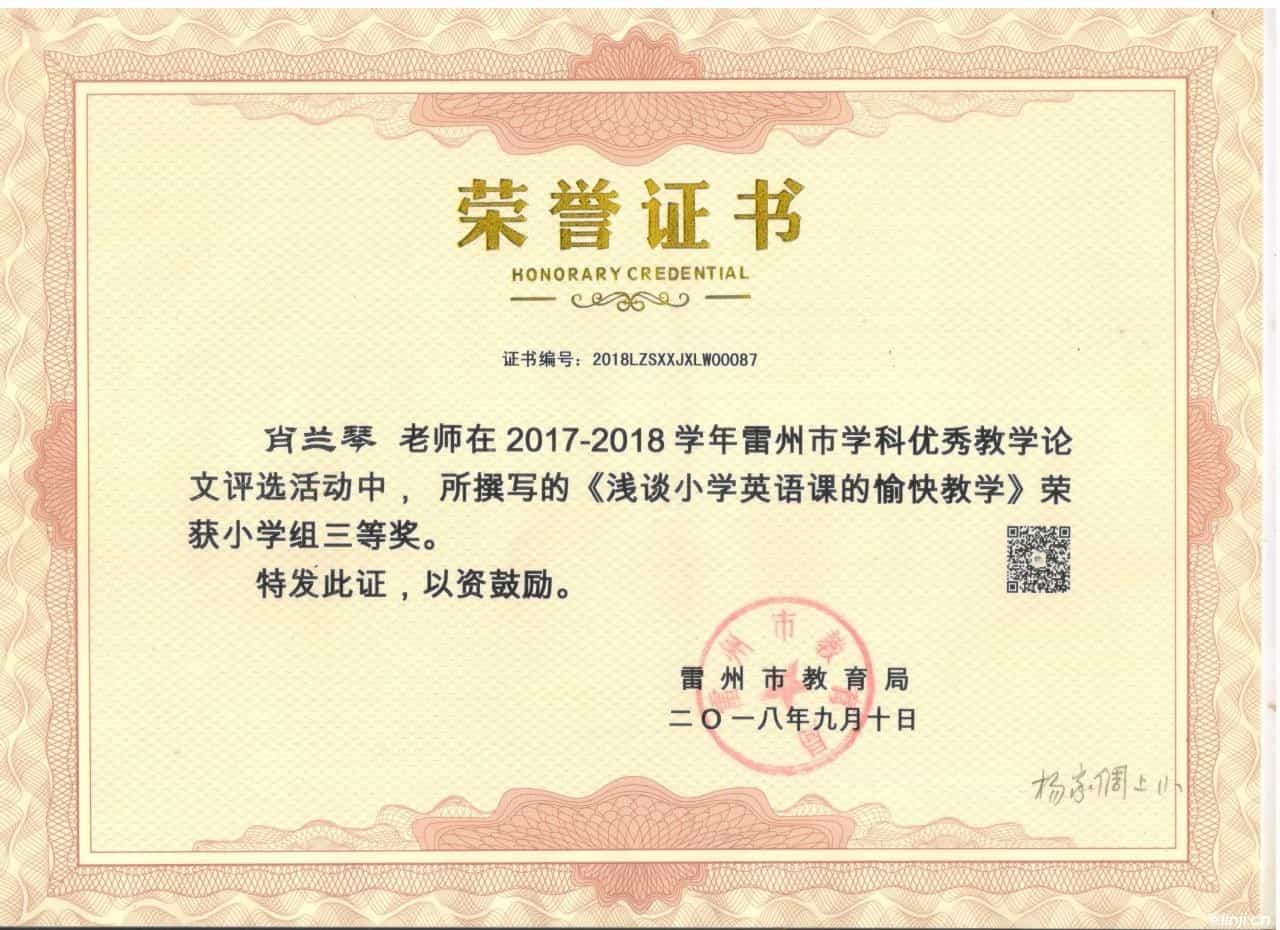 荣誉证书
HONORARY CREDENTIAL
证书编号：2018LZSXXJXLW00087
肖兰琴 老师在 2017-2018 学年雷州市学科优秀教学论
文评选活动中， 所撰写的《浅谈小学英语课的愉快教学》荣
获小学组三等奖。
特发此证，以资鼓励。
雷州市教育局
雷州市教育局
二〇一八年九月十日
杨家倜上小